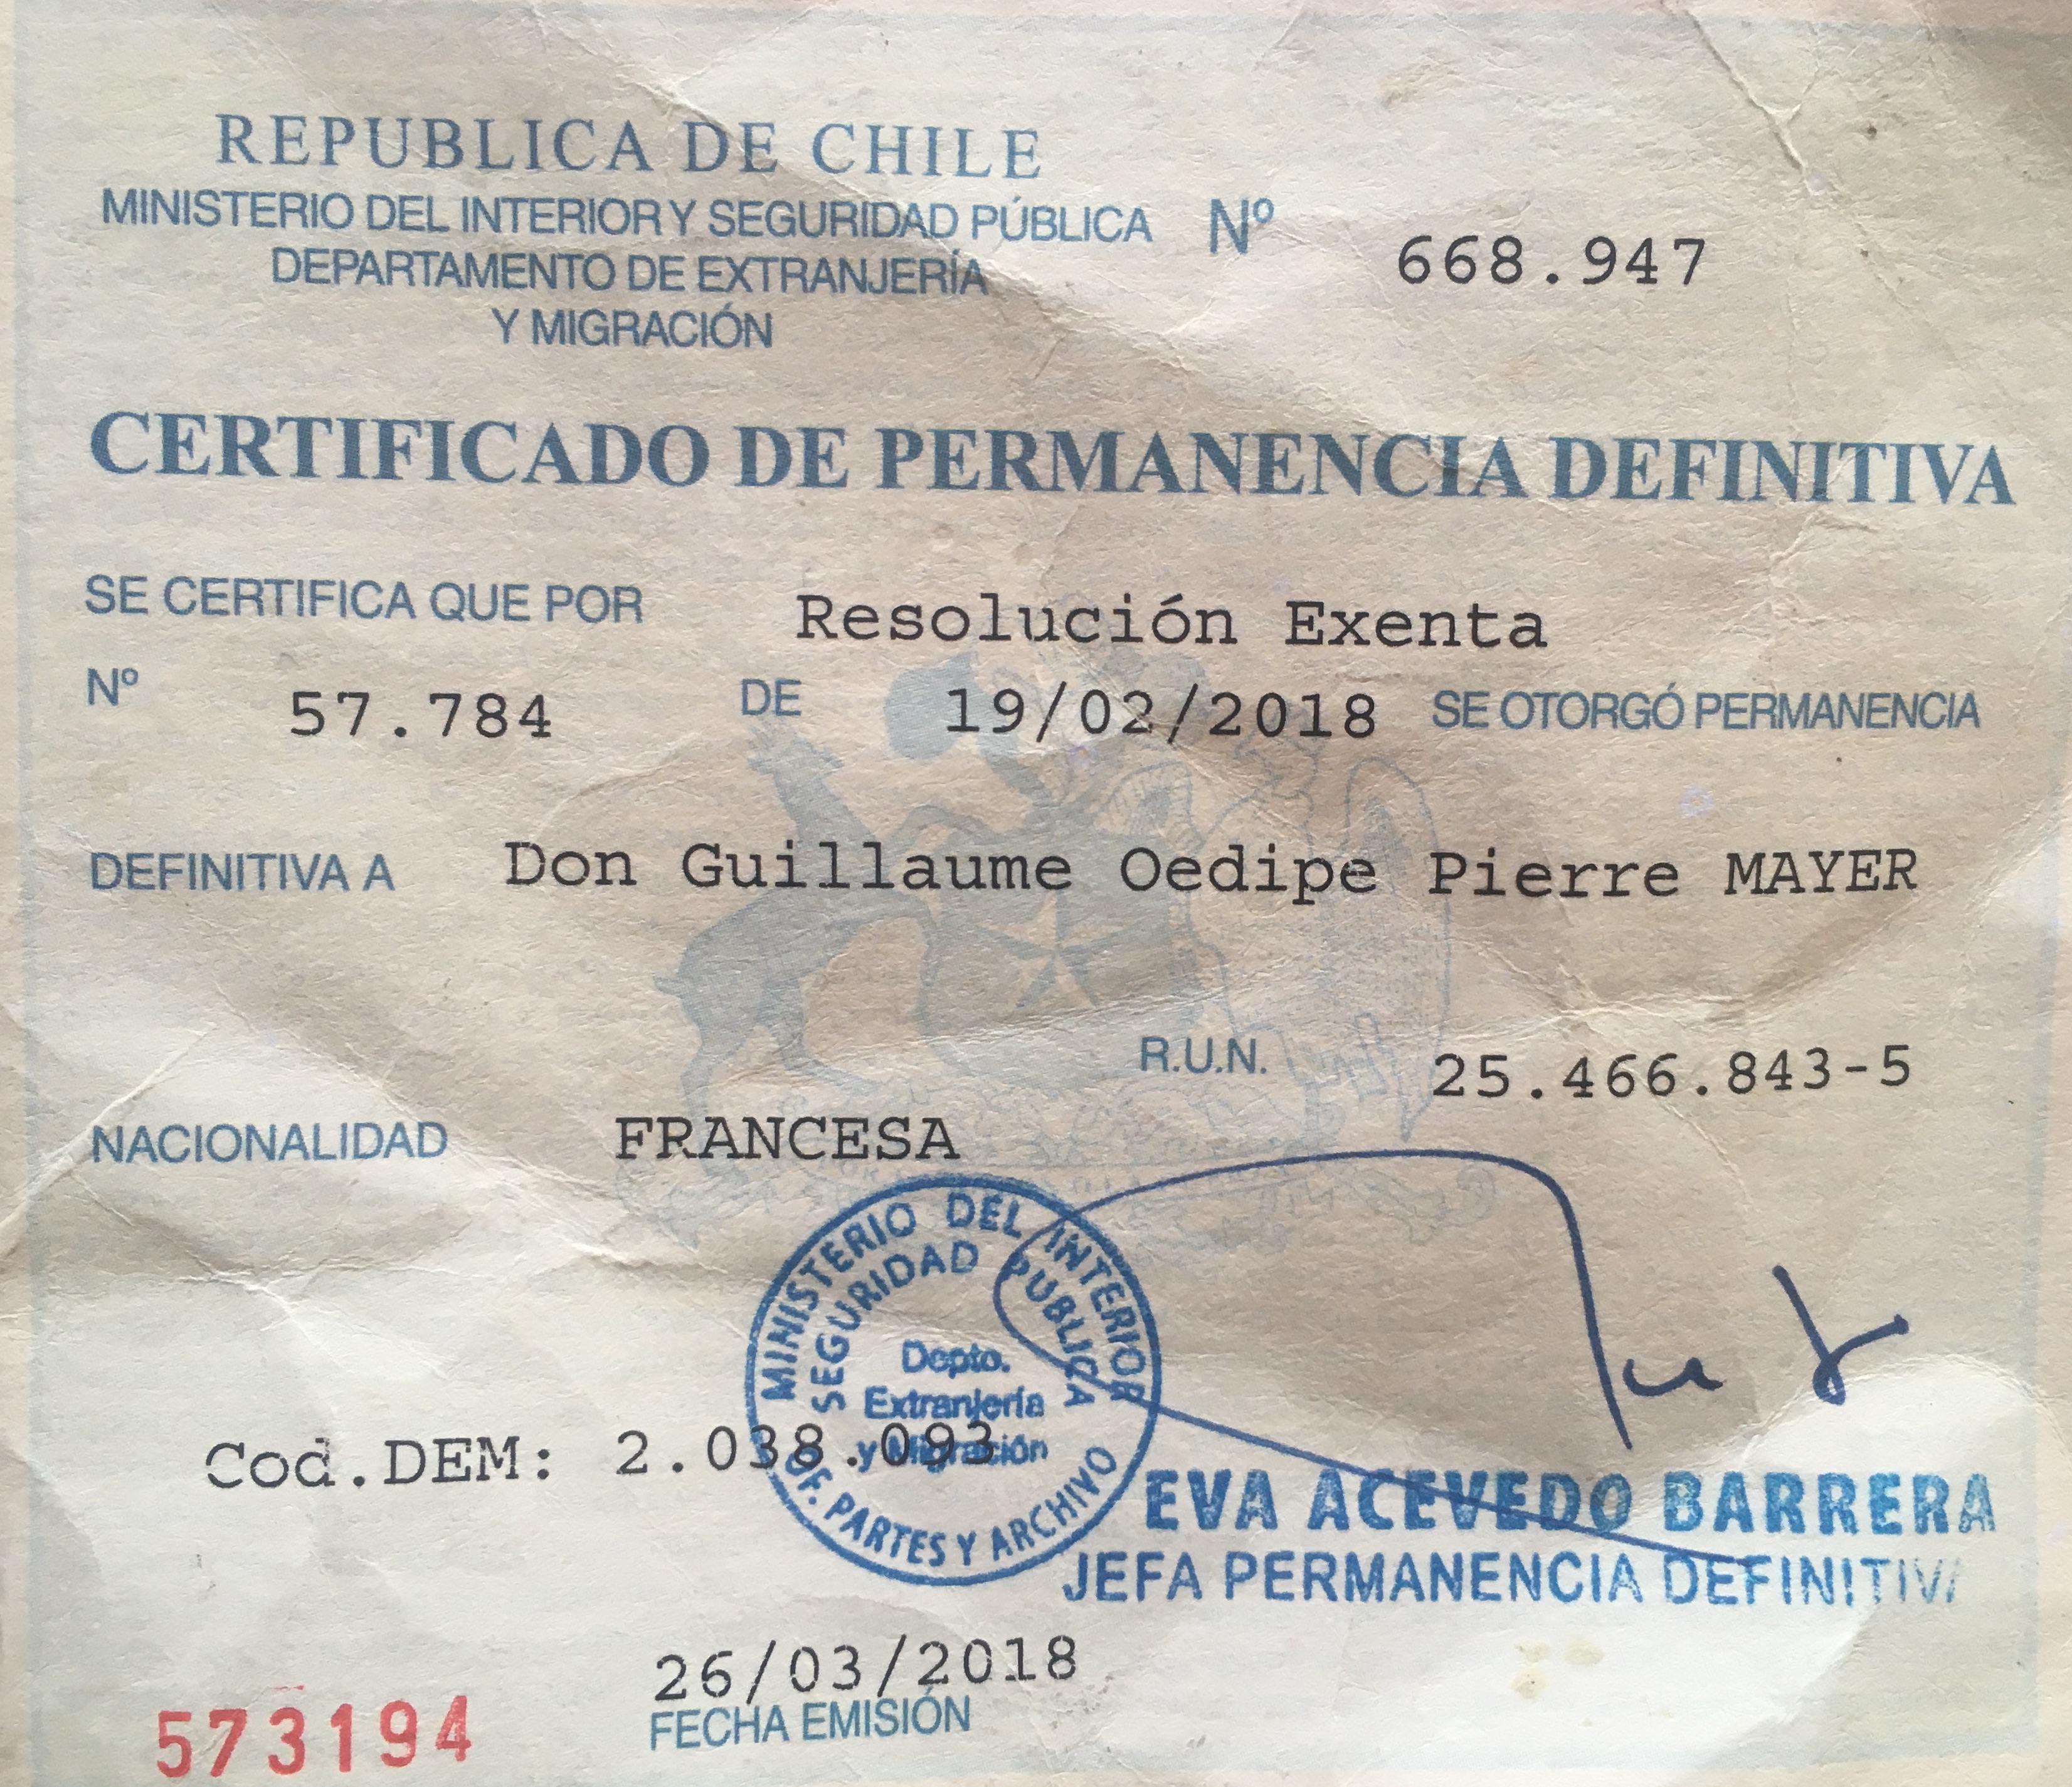 REPUBLICA DE CHILE
MINISTERIO DEL INTERIOR Y SEGURIDAD PÚBLICA Nº 668.947
DEPARTAMENTO DE EXTRANJERÍA
Y MIGRACIÓN
CERTIFICADO DE PERMANENCIA DEFINITIVA
SE CERTIFICA QUE POR Resolución Exenta
Nº 57.784 DE 19/02/2018 SE OTORGÓ PERMANENCIA
DEFINITIVA A Don Guillaume Oedipe Pierre MAYER
R.U.N. 25.466.843-5
NACIONALIDAD FRANCESA
MINISTERIO DEL INTERIOR
SEGURIDAD PUBLICA
Depto.
Extranjería
y Migración
OF. PARTES Y ARCHIVO
Cod.DEM: 2.038.093
EVA ACEVEDO BARRERA
JEFA PERMANENCIA DEFINITIVA
26/03/2018
FECHA EMISIÓN
573194